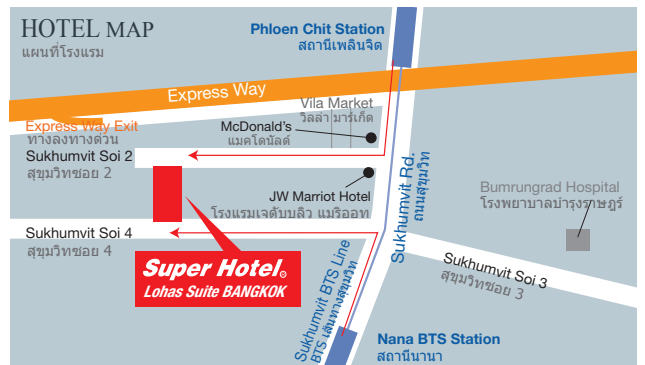 HOTEL MAP
แผนที่โรงแรม
Phloen Chit Station
สถานีเพลินจิต
Express Way
Vila Market
วิลล่า มาร์เก็ต
Express Way Exit
ทางลงทางด่วน
McDonald's
แมคโดนัลด์
Sukhumvit Soi 2
สุขุมวิทซอย 2
JW Marriot Hotel
โรงแรมเจดับบลิว แมริออท
Sukhumvit Rd.
ถนนสุขุมวิท
Bumrungrad Hospital
โรงพยาบาลบำรุงราษฎร์
Sukhumvit Soi 4
สุขุมวิทซอย 4
Super Hotel®
Lohas Suite BANGKOK
Sukhumvit BTS Line
BTS เส้นทางสุขุมวิท
Sukhumvit Soi 3
สุขุมวิทซอย 3
Nana BTS Station
สถานีนานา